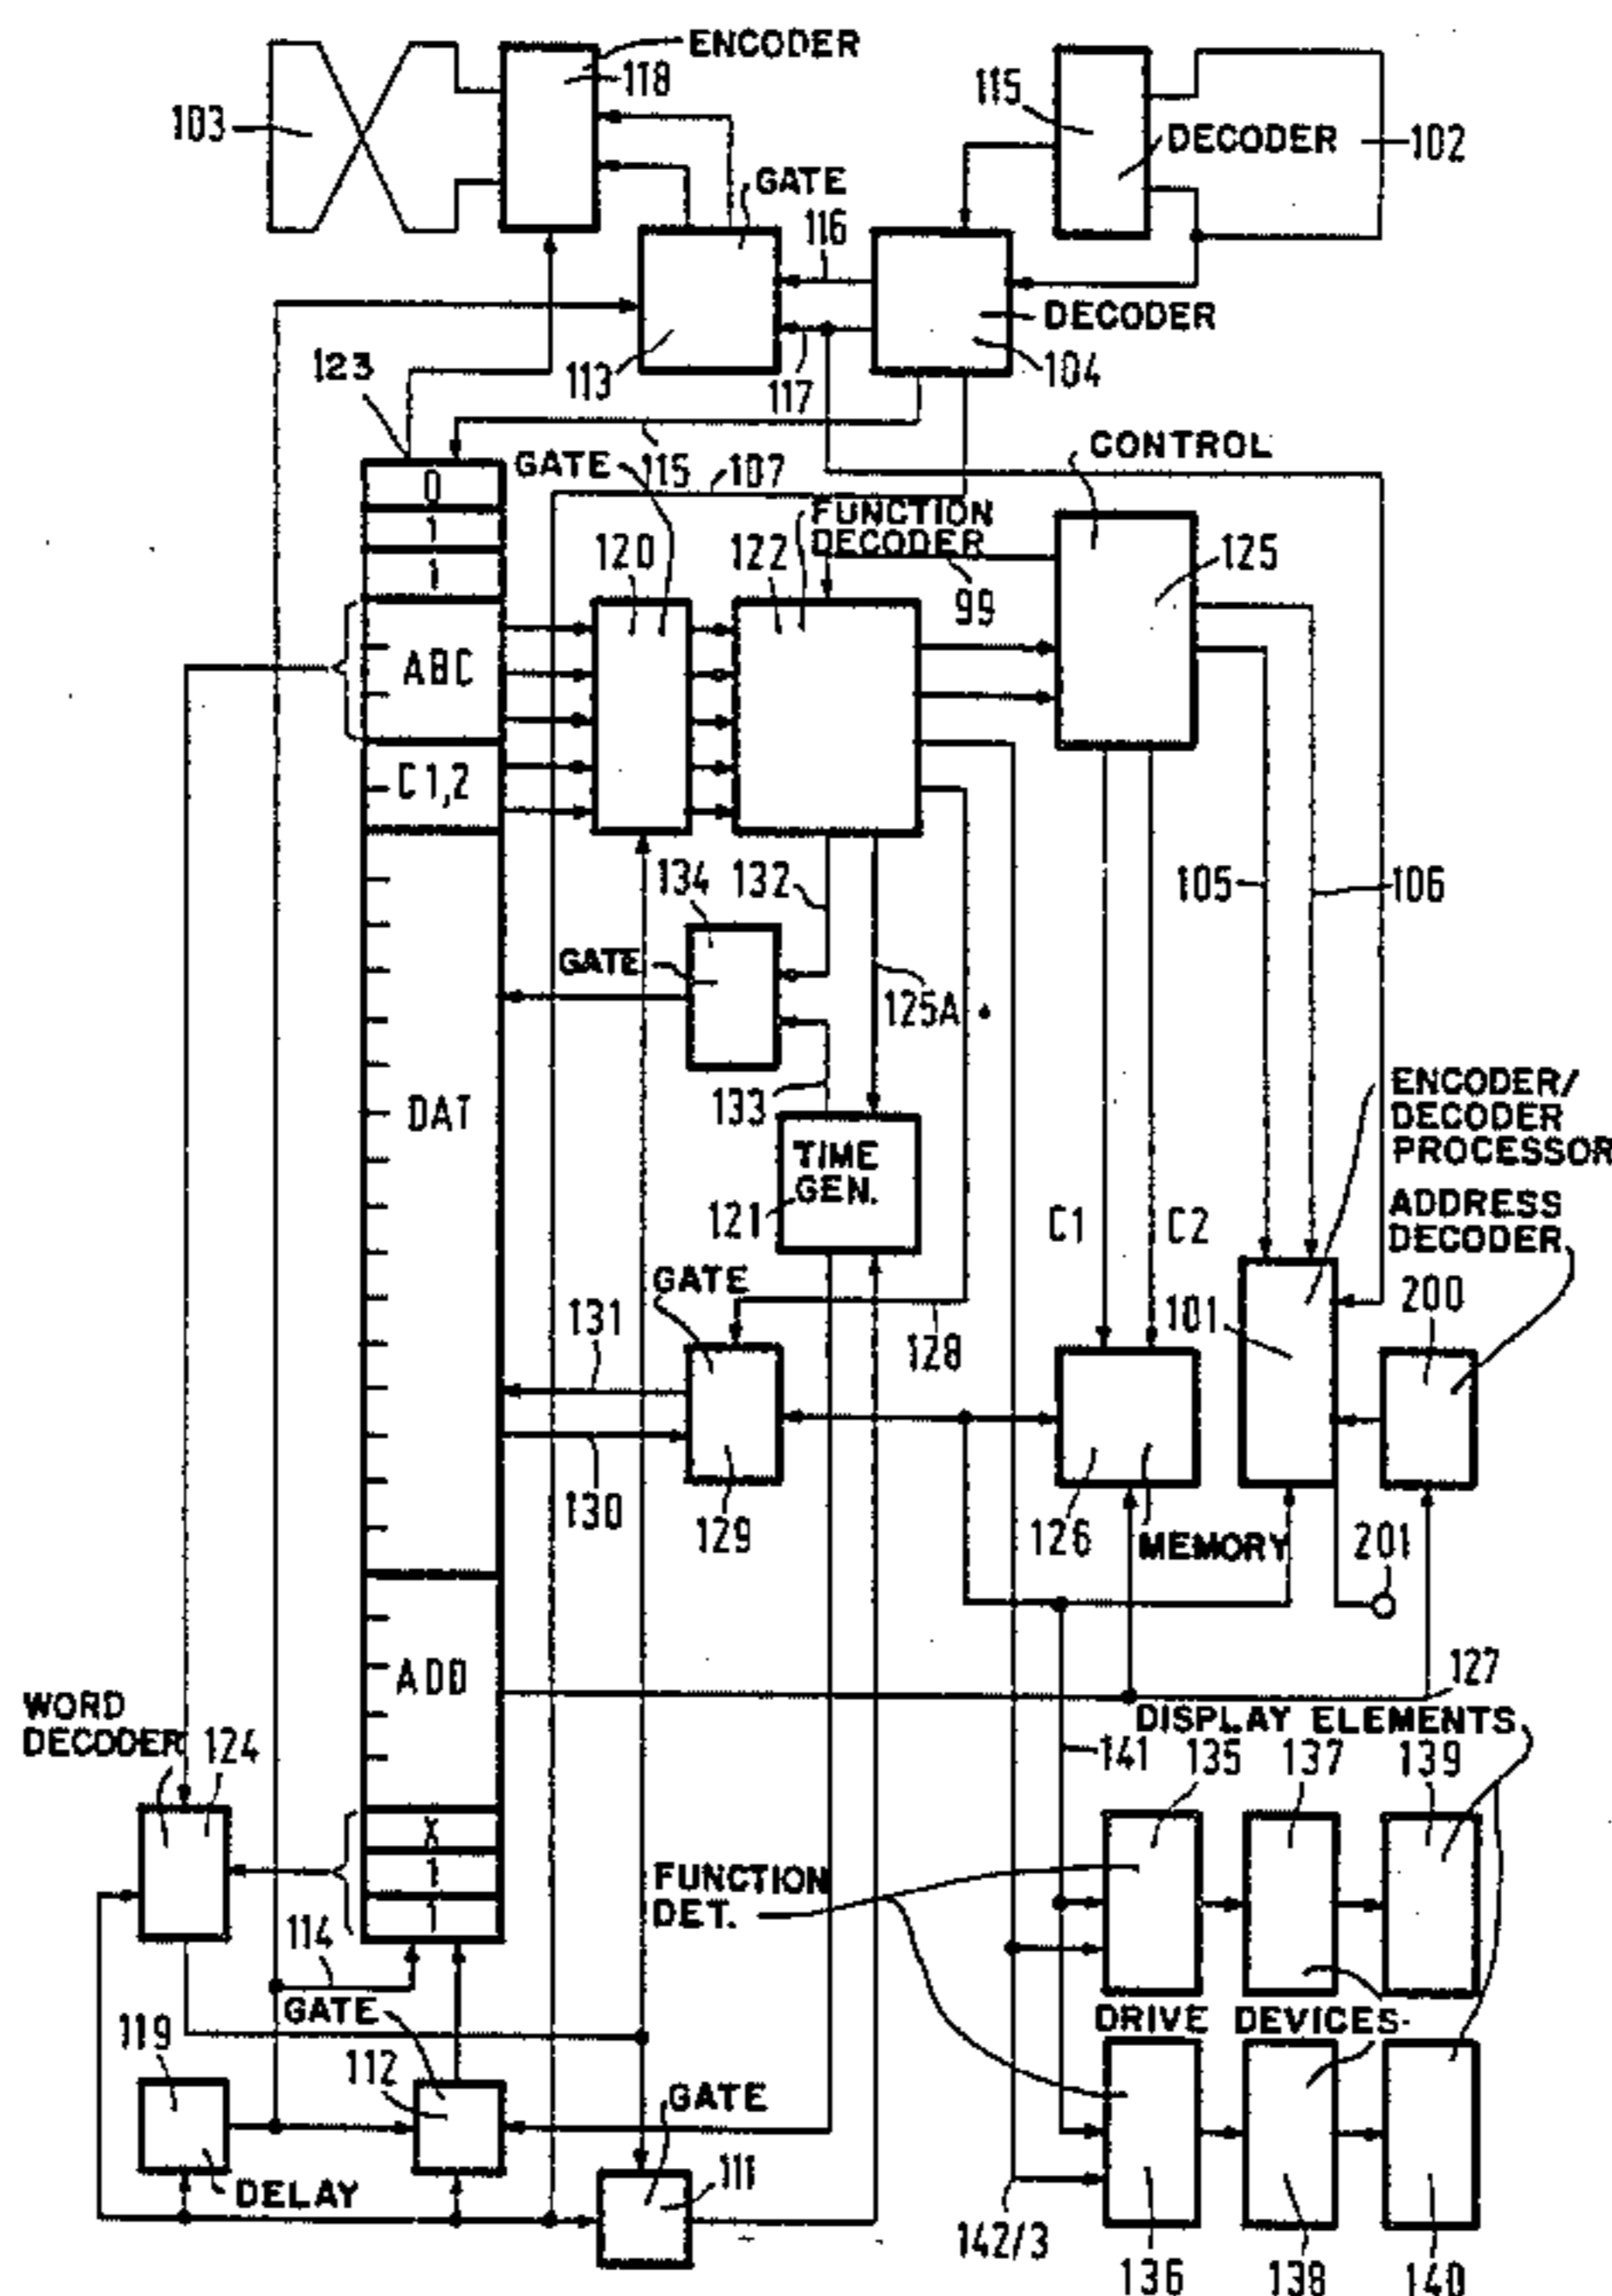 ENCODER
118
103
115
DECODER
102
GATE
116
DECODER
113
117
104
123
CONTROL
GATE
115
107
0
1
1
FUNCTION
DECODER
120
122
99
125
ABC
C1,2
134
132
105
106
GATE
125A
DAT
133
ENCODER/
DECODER
PROCESSOR
TIME
GEN.
121
C1
C2
ADDRESS
DECODER
GATE
131
128
101
200
130
129
126
MEMORY
201
ADD
127
WORD
DECODER
124
DISPLAY ELEMENTS
141
135
137
139
X
1
1
FUNCTION
DET.
114
GATE
119
112
DRIVE DEVICES
GATE
111
DELAY
142/3
136
138
140